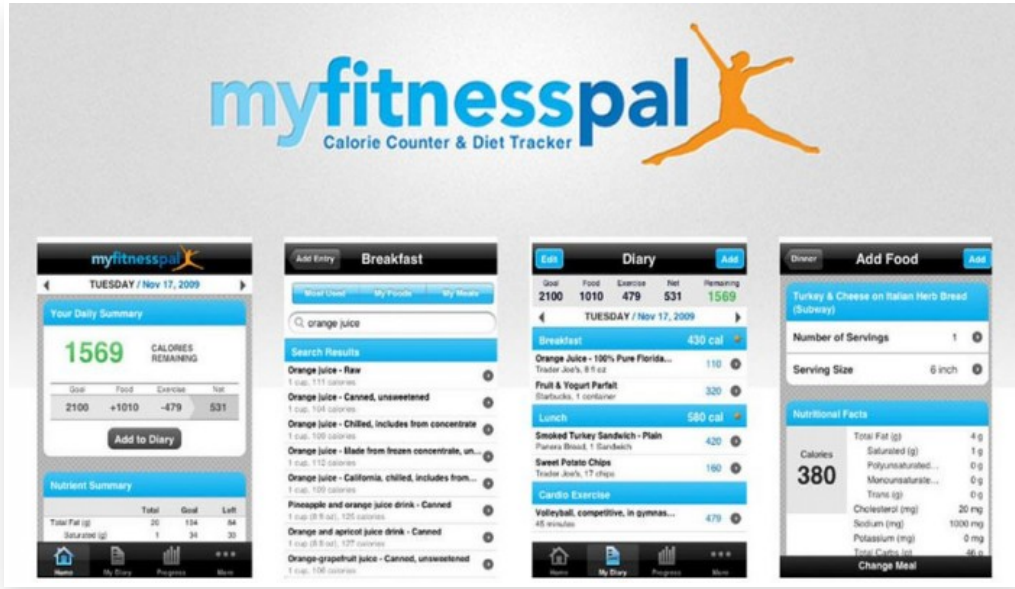 myfitnesspal
Calorie Counter & Diet Tracker
myfitnesspal
TUESDAY / Nov 17, 2009
Your Daily Summary
1569 CALORIES REMAINING
Goal Food Exercise Net
2100 +1010 -479 531
Add to Diary
Nutrient Summary
Total Goal Left
Total Fat (g) 20 104 84
Saturated (g) 1 34 33
Home My Diary Progress More
Add Entry Breakfast
Most Used My Foods My Meals
orange juice
Search Results
Orange juice - Raw
1 cup, 111 calories
Orange juice - Canned, unsweetened
1 cup, 104 calories
Orange juice - Chilled, includes from concentrate
1 cup, 109 calories
Orange juice - Made from frozen concentrate, un...
1 cup, 112 calories
Orange juice - California, chilled, includes from...
1 cup, 109 calories
Pineapple and orange juice drink - Canned
1 cup (8 fl oz), 125 calories
Orange and apricot juice drink - Canned
1 cup (8 fl oz), 127 calories
Orange-grapefruit juice - Canned, unsweetened
1 cup, 106 calories
Edit Diary Add
Goal Food Exercise Net Remaining
2100 1010 479 531 1569
TUESDAY / Nov 17, 2009
Breakfast 430 cal
Orange Juice - 100% Pure Florida... 110
Trader Joe's, 8 fl oz
Fruit & Yogurt Parfait 320
Starbucks, 1 container
Lunch 580 cal
Smoked Turkey Sandwich - Plain 420
Panera Bread, 1 Sandwich
Sweet Potato Chips 160
Trader Joe's, 17 chips
Cardio Exercise
Volleyball, competitive, in gymnas... 479
45 minutes
Home My Diary Progress More
Dinner Add Food Add
Turkey & Cheese on Italian Herb Bread
(Subway)
Number of Servings 1
Serving Size 6 inch
Nutritional Facts
Calories
380
Total Fat (g) 4 g
Saturated (g) 1 g
Polyunsaturated... 0 g
Monounsaturate... 0 g
Trans (g) 0 g
Cholesterol (mg) 20 mg
Sodium (mg) 1000 mg
Potassium (mg) 0 mg
Total Carbs (g) 46 g
Change Meal